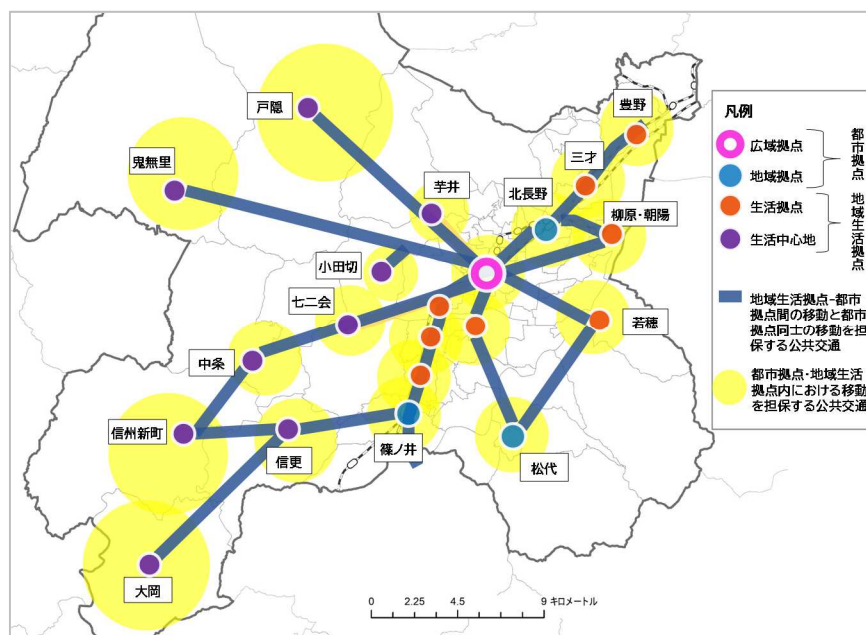 戸隠
豊野
鬼無里
三才
芋井
北長野
柳原・朝陽
小田切
七二会
若穂
中条
信州新町
信更
篠ノ井
松代
大岡
凡例
広域拠点
地域拠点
都市拠点
生活拠点
生活中心地
地域生活拠点
地域生活拠点-都市
拠点間の移動と都市
拠点同士の移動を担
保する公共交通
都市拠点・地域生活
拠点内における移動
を担保する公共交通
0 2.25 4.5 9 キロメートル